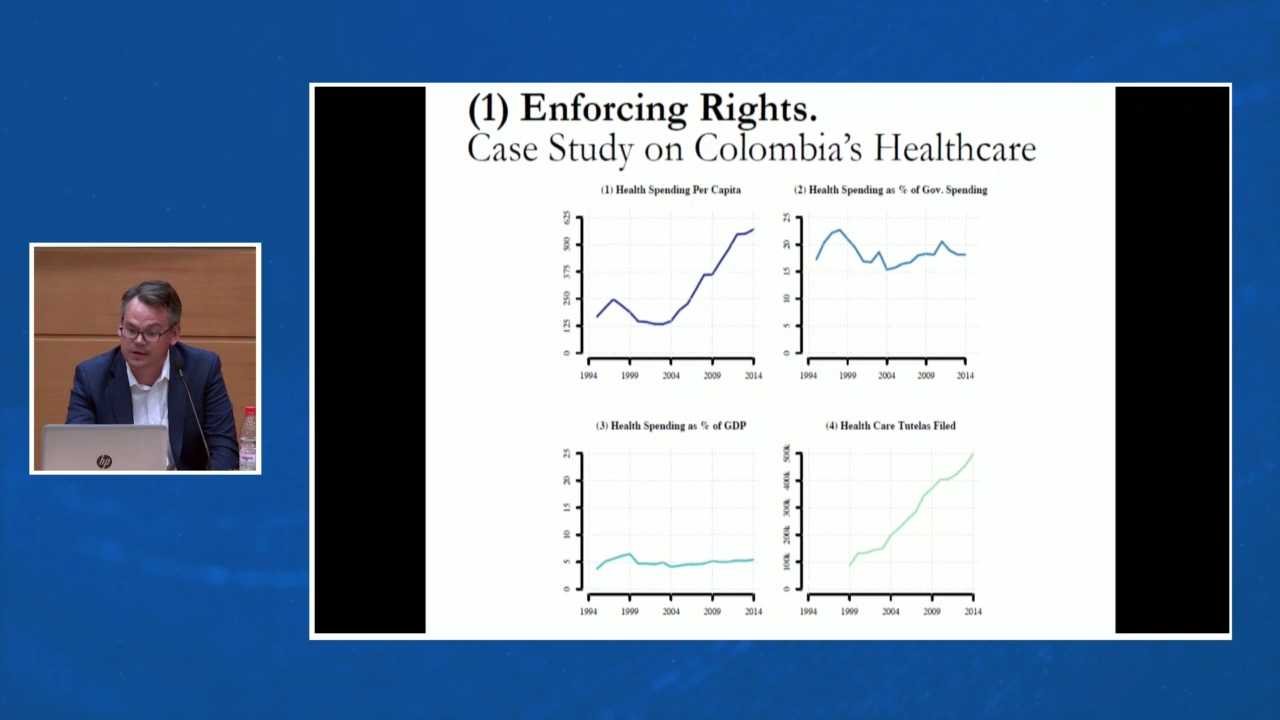 (1) Enforcing Rights.
Case Study on Colombia's Healthcare
(1) Health Spending Per Capita
625
500
375
250
125
0
1994 1999 2004 2009 2014
(2) Health Spending as % of Gov. Spending
25
20
15
10
5
0
1994 1999 2004 2009 2014
(3) Health Spending as % of GDP
25
20
15
10
5
0
1994 1999 2004 2009 2014
(4) Health Care Tutelas Filed
500k
400k
300k
200k
100k
0
1994 1999 2004 2009 2014
hp